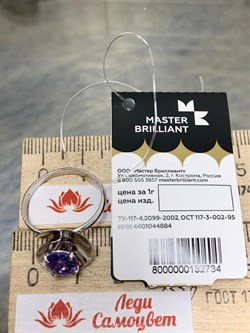 MASTER
BRILLIANT
ООО «Мастер Бриллиант»
Россия, г. Кострома,
8 800 505 3857
masterbrilliant.com
цена за 1г
цена изд.
ТУ-117-4.2099-2002, ОСТ 117-3-002-95
ИНН 4401044884
8000000132734
Леди
Самоцвет
ГОСТ 17